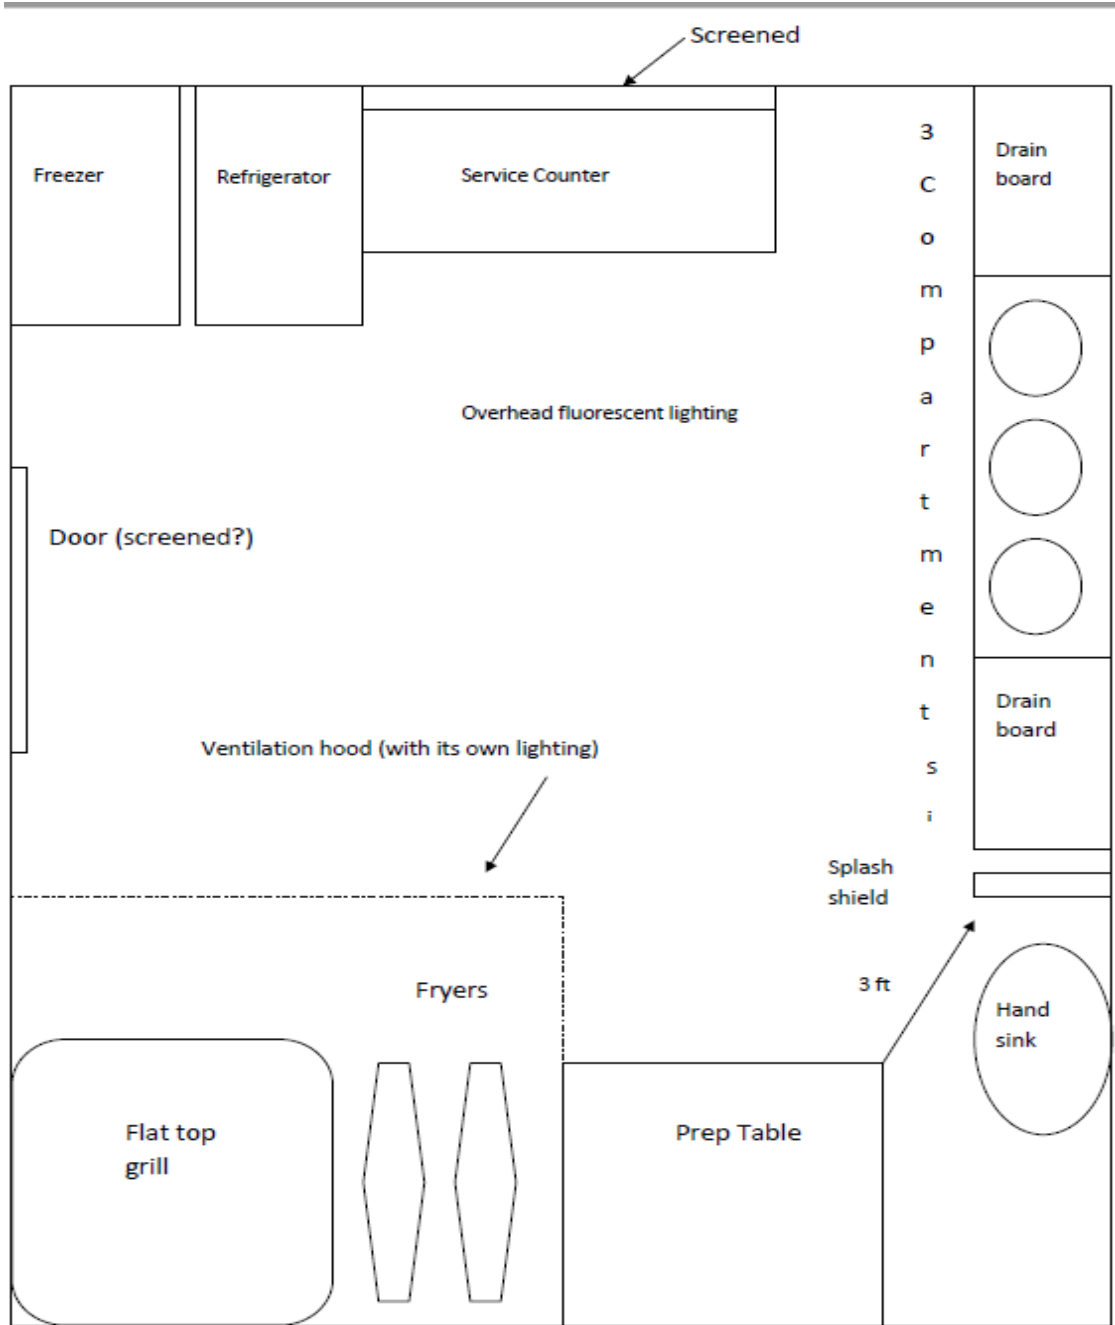 Screened
Freezer
Refrigerator
Service Counter
3
C
o
m
p
a
r
t
m
e
n
t
s
i
Drain
board
Overhead fluorescent lighting
Door (screened?)
Drain
board
Ventilation hood (with its own lighting)
Splash
shield
Fryers
3 ft
Hand
sink
Flat top
grill
Prep Table